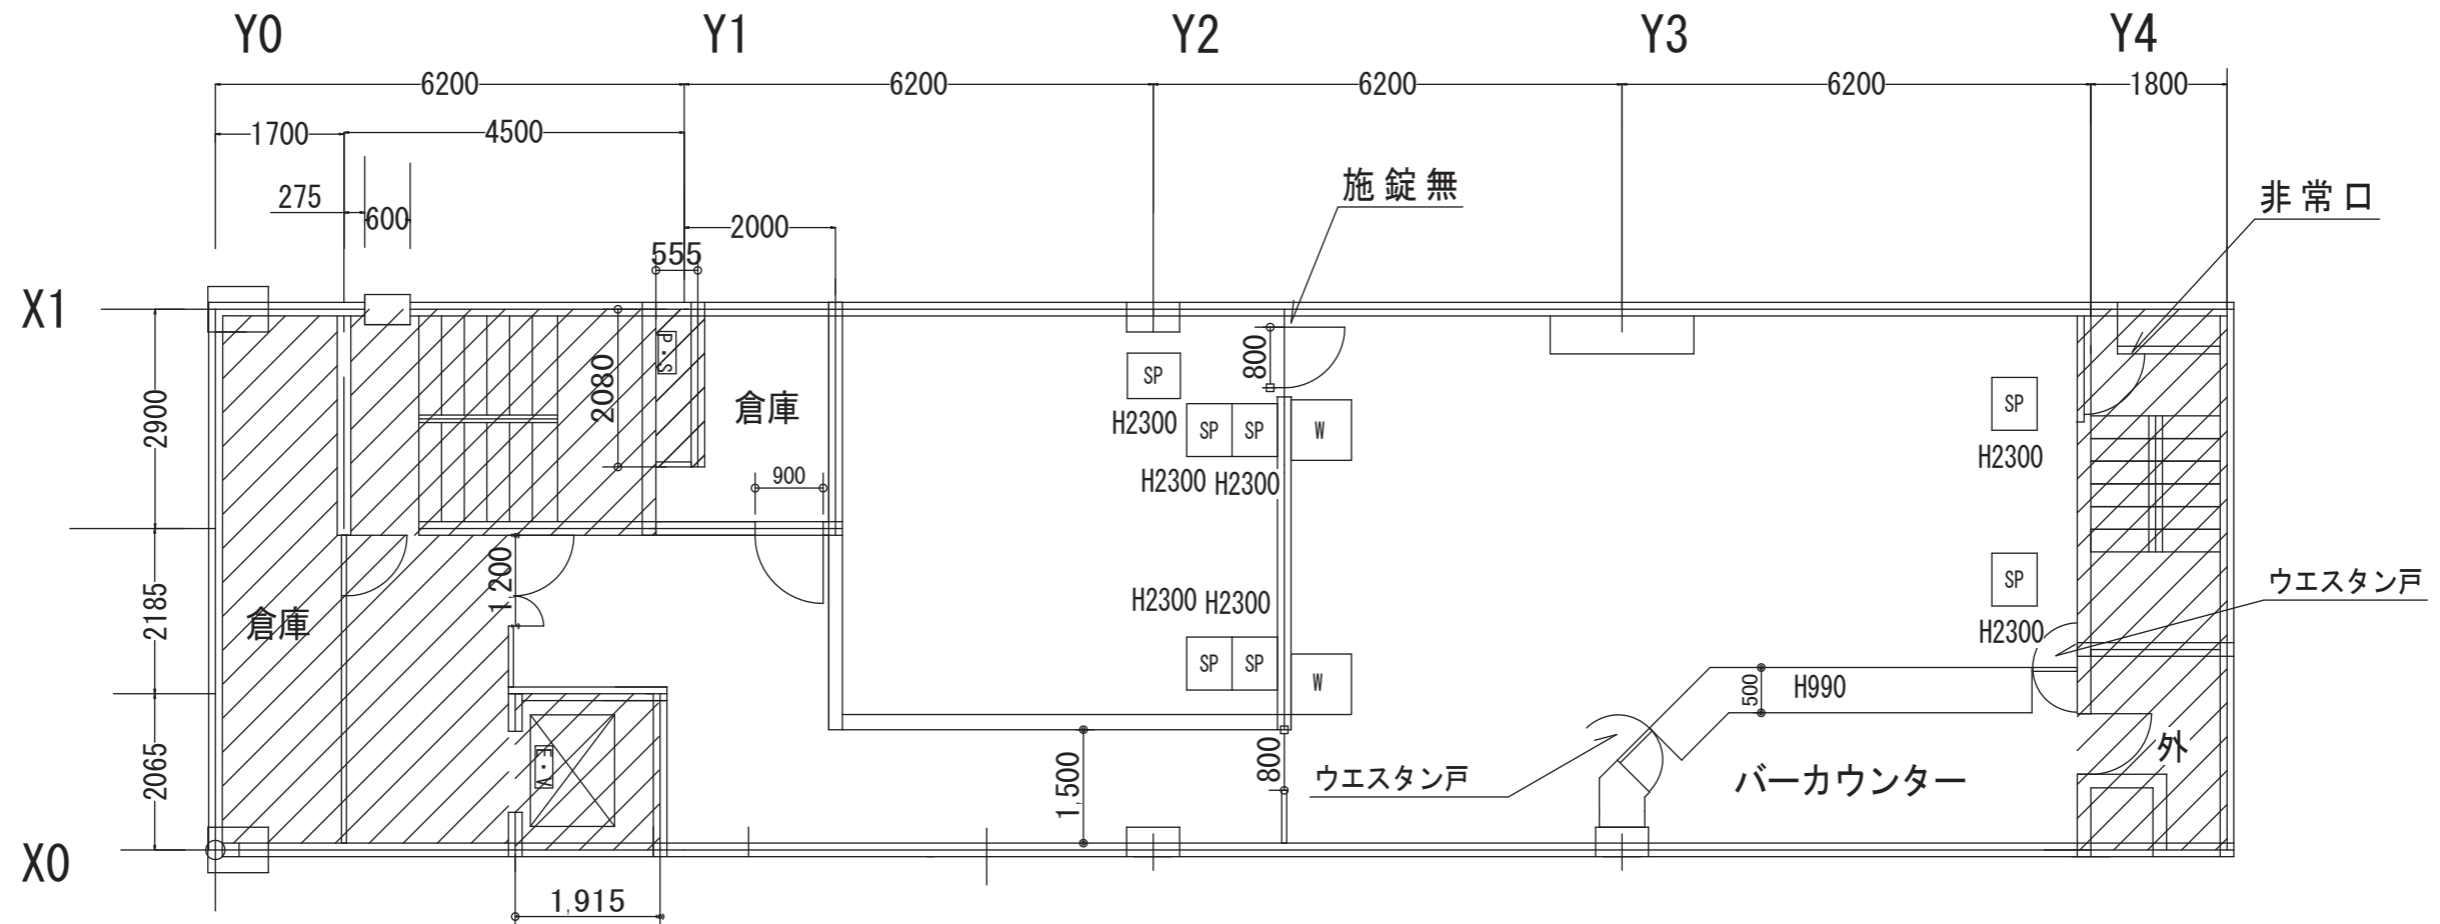 Y0 Y1 Y2 Y3 Y4
6200 6200 6200 6200 1800
1700 4500
施錠無
非常口
275 600
2000
555
X1
P.S
2080
倉庫
800
SP
H2300
SP SP W
H2300 H2300
SP
H2300
2900
900
1,200
2185
倉庫
H2300 H2300
SP SP W
SP
H2300
ウエスタン戸
500 H990
2065
E.V
1,500
800
ウエスタン戸
バーカウンター
外
X0
1,915